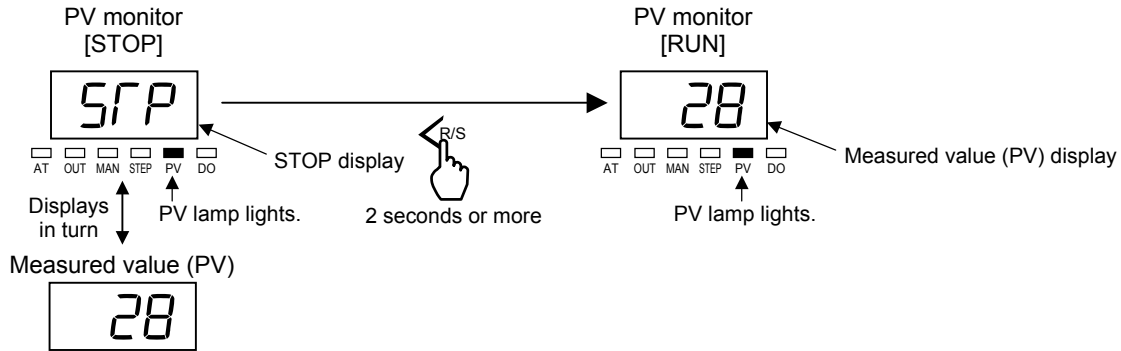 PV monitor
[STOP]
STP
AT OUT MAN STEP PV DO
STOP display
Displays
in turn
PV lamp lights.
Measured value (PV)
28
R/S
2 seconds or more
PV monitor
[RUN]
28
AT OUT MAN STEP PV DO
Measured value (PV) display
PV lamp lights.